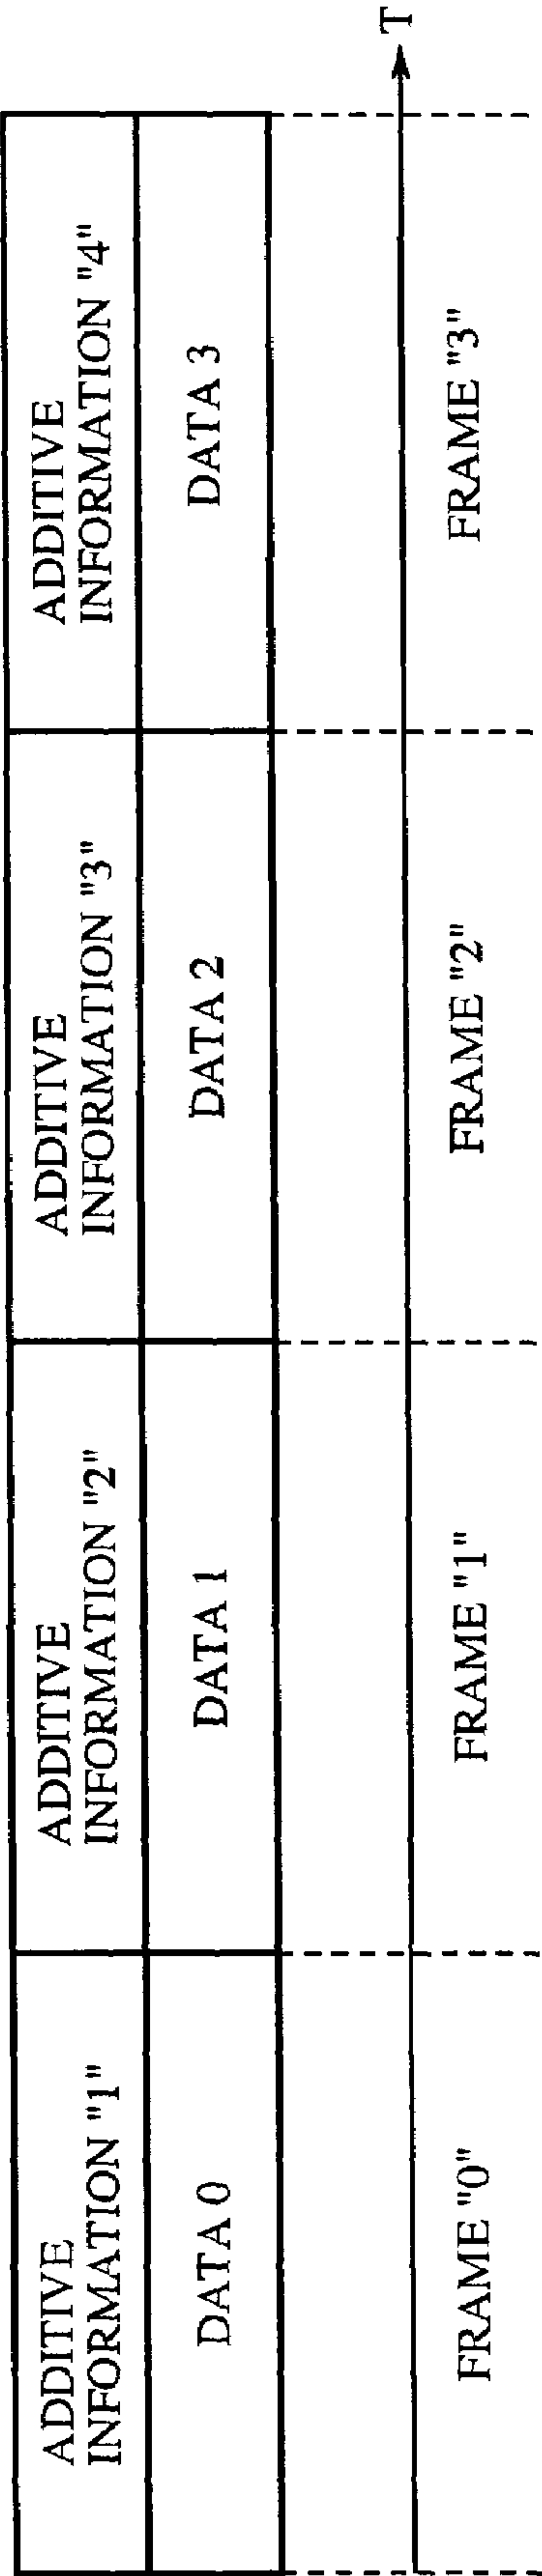 ADDITIVE
INFORMATION "1"
ADDITIVE
INFORMATION "2"
ADDITIVE
INFORMATION "3"
ADDITIVE
INFORMATION "4"
DATA 0
DATA 1
DATA 2
DATA 3
T
FRAME "0"
FRAME "1"
FRAME "2"
FRAME "3"